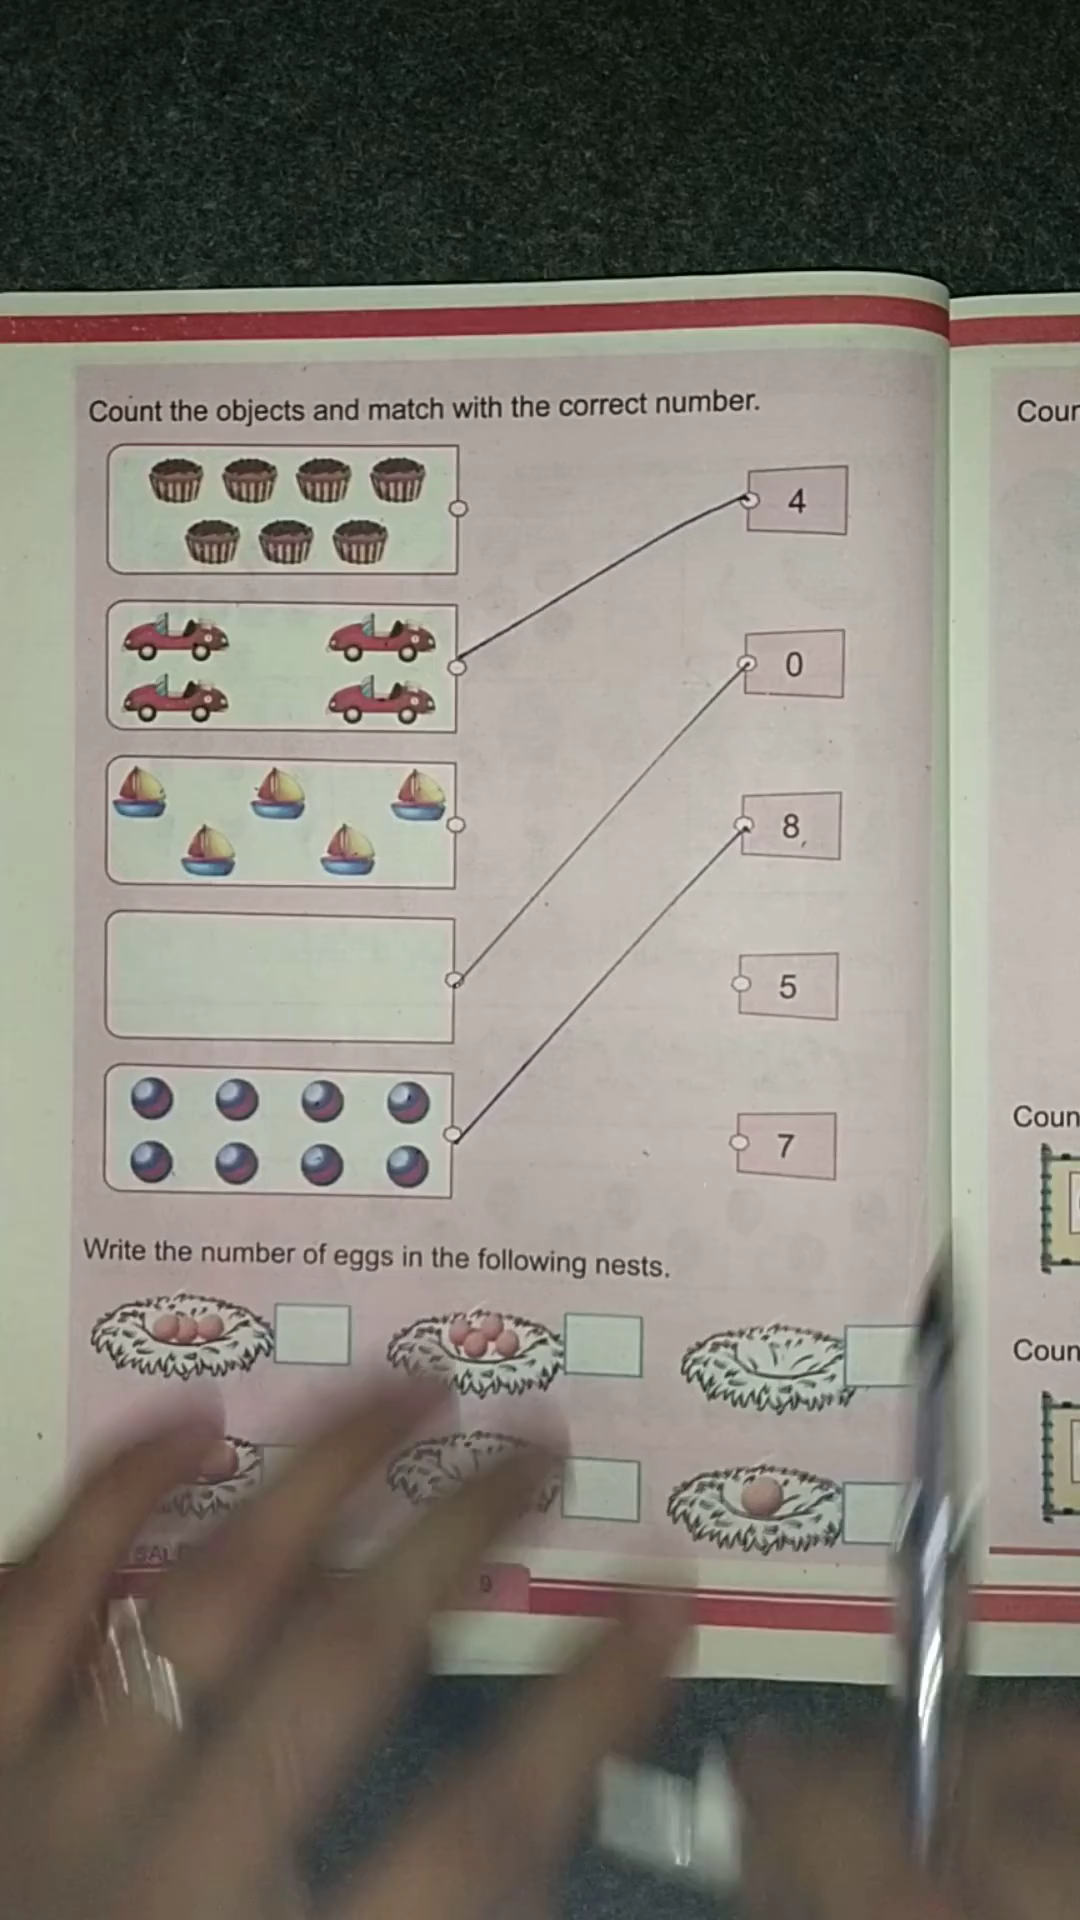 Count the objects and match with the correct number.
4
0
8
5
7
Write the number of eggs in the following nests.
9
Coun
Coun